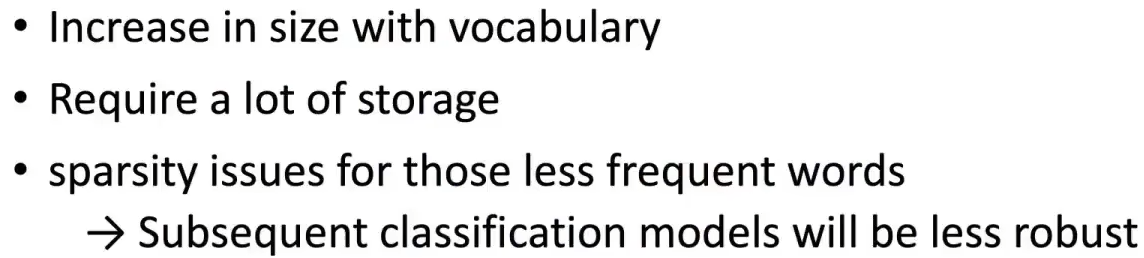 • Increase in size with vocabulary
• Require a lot of storage
• sparsity issues for those less frequent words
→ Subsequent classification models will be less robust